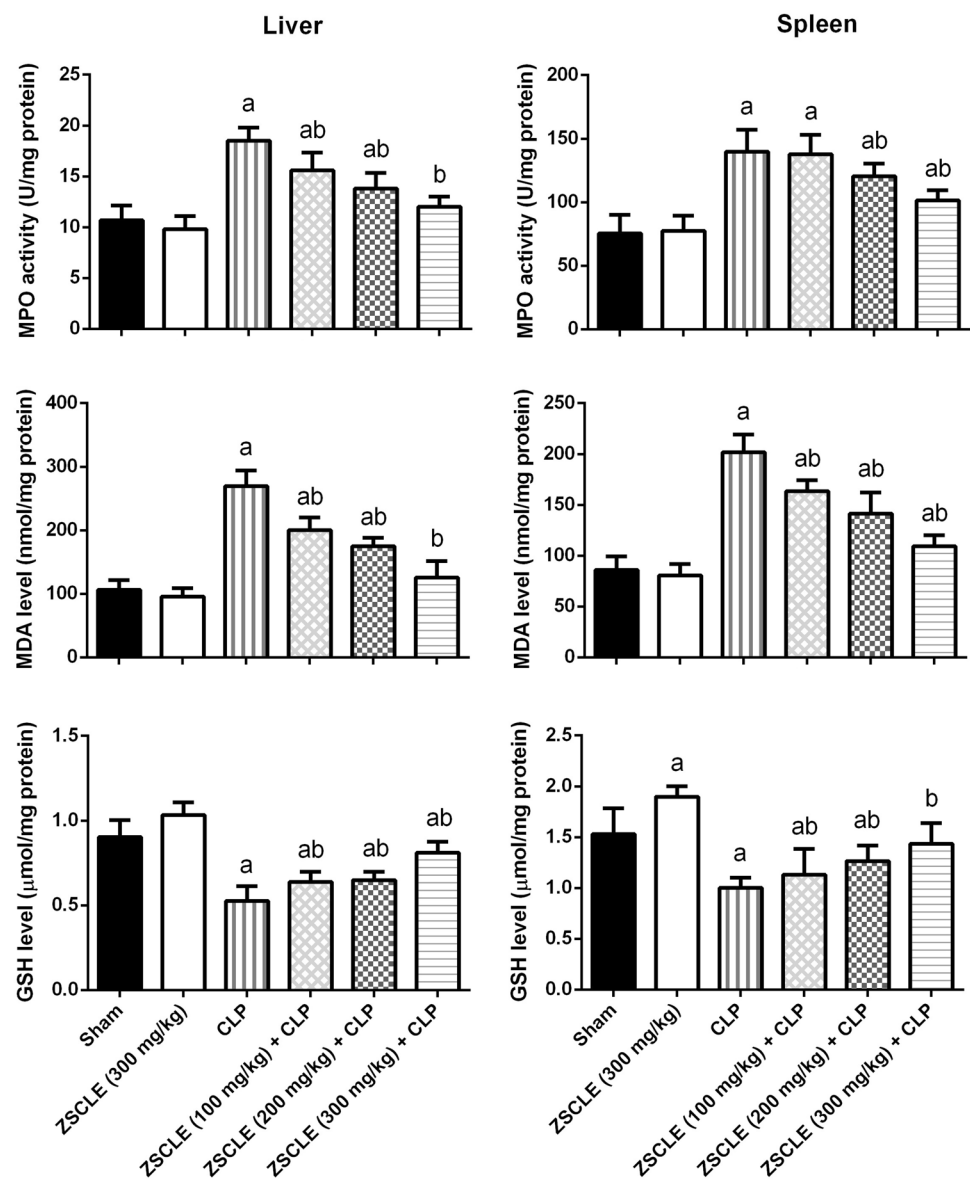 Liver
Spleen
MPO activity (U/mg protein)
25
20
15
10
5
0
a
ab
ab
b
MPO activity (U/mg protein)
200
150
100
50
0
a
a
ab
ab
MDA level (nmol/mg protein)
400
300
200
100
0
a
ab
ab
b
MDA level (nmol/mg protein)
250
200
150
100
50
0
a
ab
ab
ab
GSH level (μmol/mg protein)
1.5
1.0
0.5
0.0
a
ab
ab
ab
Sham
ZSCLE (300 mg/kg)
CLP
ZSCLE (100 mg/kg) + CLP
ZSCLE (200 mg/kg) + CLP
ZSCLE (300 mg/kg) + CLP
GSH level (μmol/mg protein)
2.5
2.0
1.5
1.0
0.5
0.0
a
a
ab
ab
b
Sham
ZSCLE (300 mg/kg)
CLP
ZSCLE (100 mg/kg) + CLP
ZSCLE (200 mg/kg) + CLP
ZSCLE (300 mg/kg) + CLP